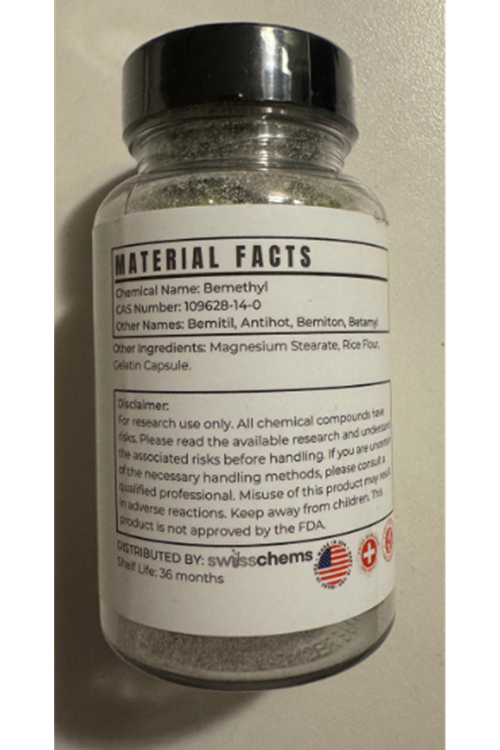 MATERIAL FACTS
Chemical Name: Bemethyl
CAS Number: 109628-14-0
Other Names: Bemitil, Antihot, Bemiton, Betamyl
Other Ingredients: Magnesium Stearate, Rice Flour,
Gelatin Capsule.
Disclaimer:
For research use only. All chemical compounds have
risks. Please read the available research and understand
the associated risks before handling. If you are uncertain
of the necessary handling methods, please consult a
qualified professional. Misuse of this product may result
in adverse reactions. Keep away from children. This
product is not approved by the FDA.
DISTRIBUTED BY: swisschems
Shelf Life: 36 months